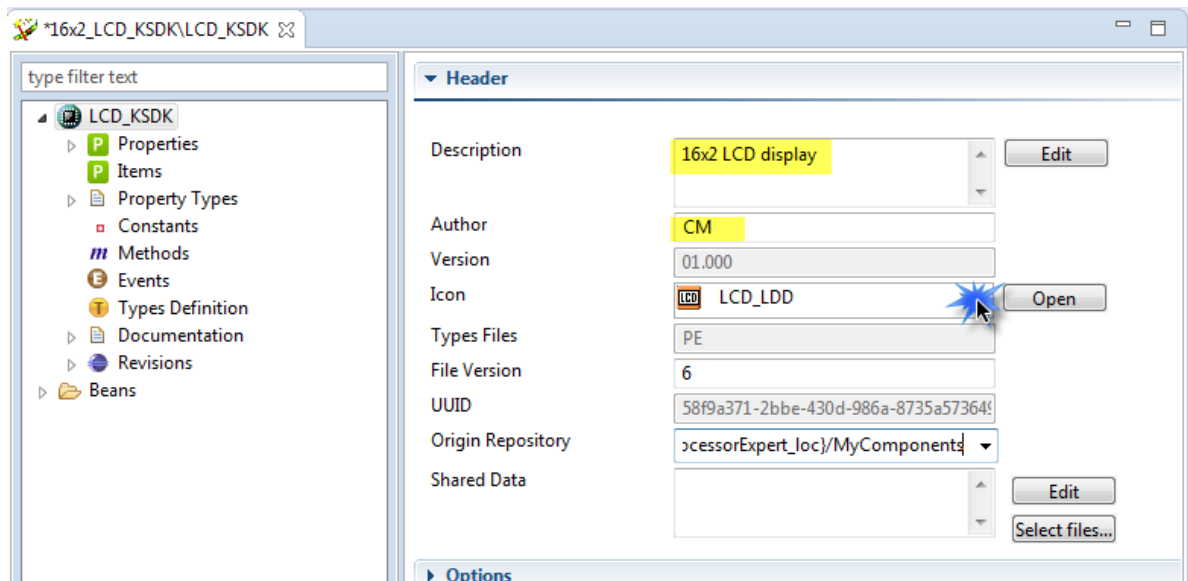 *16x2_LCD_KSDK\LCD_KSDK
type filter text
LCD_KSDK
Properties
Items
Property Types
Constants
Methods
Events
Types Definition
Documentation
Revisions
Beans
Header
Description
16x2 LCD display
Edit
Author
CM
Version
01.000
Icon
LCD LCD_LDD
Open
Types Files
PE
File Version
6
UUID
58f9a371-2bbe-430d-986a-8735a573649
Origin Repository
ocessorExpert_loc}/MyComponents
Shared Data
Edit
Select files...
Options